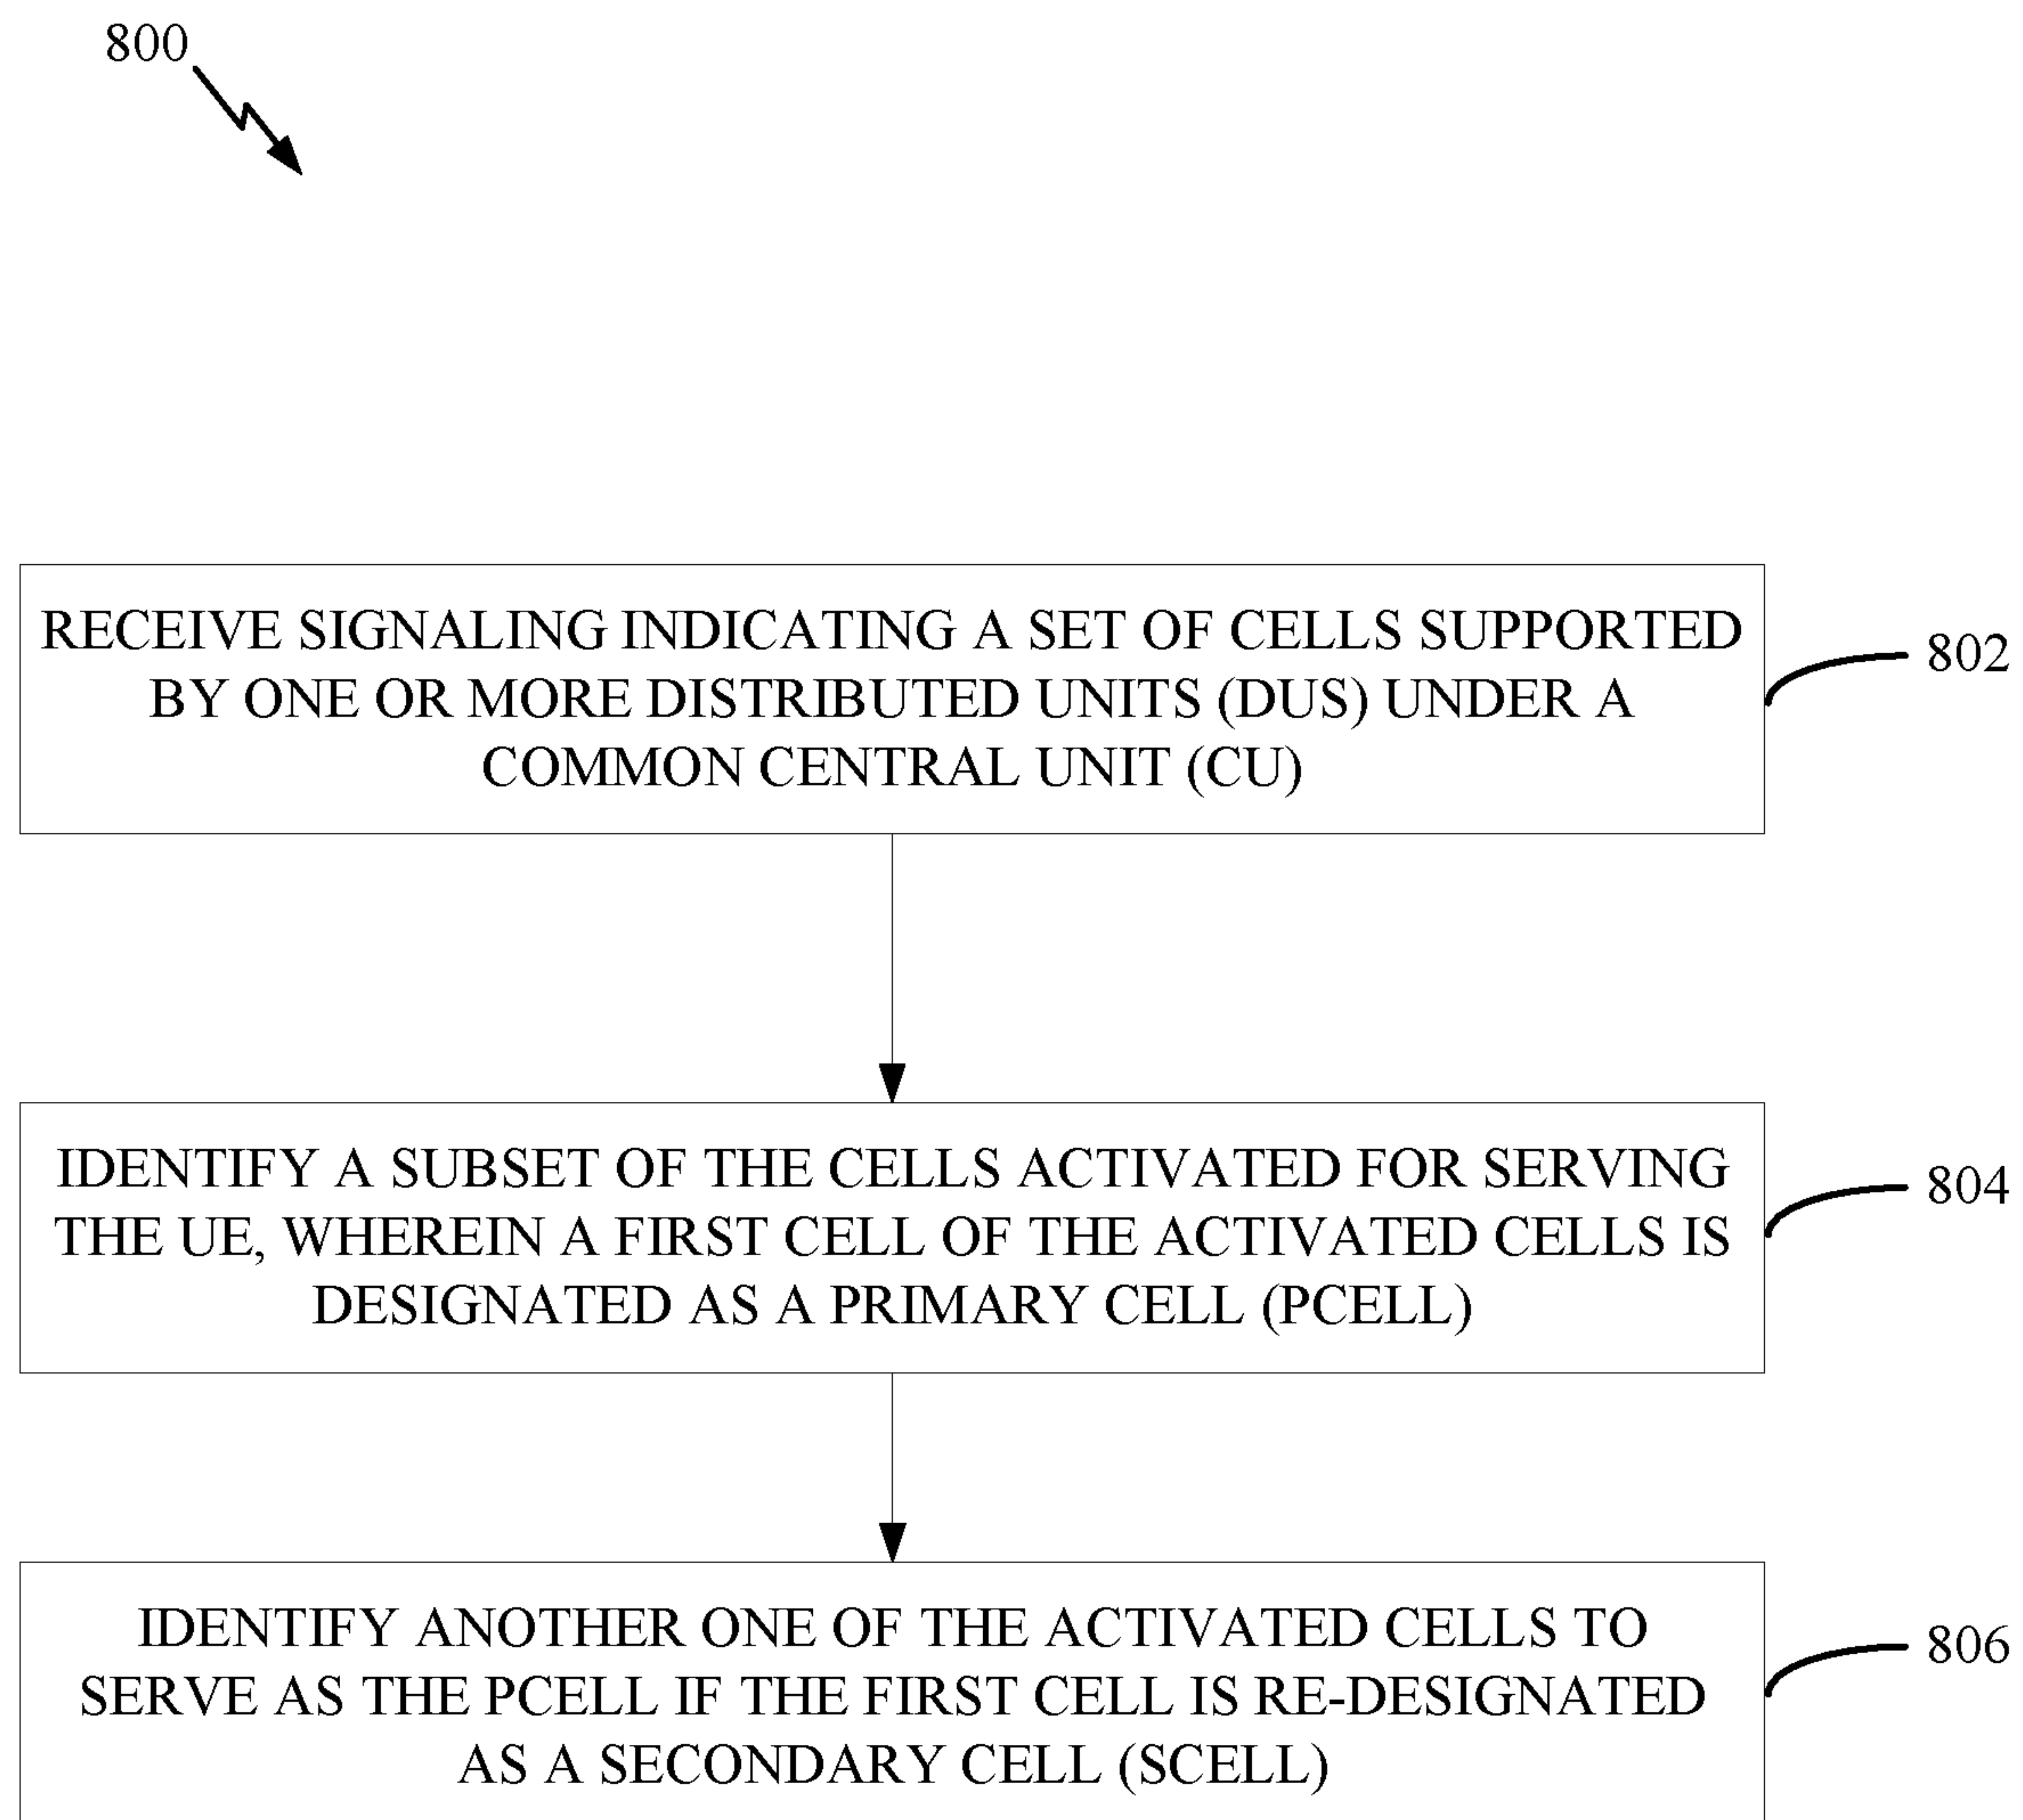 800
RECEIVE SIGNALING INDICATING A SET OF CELLS SUPPORTED
BY ONE OR MORE DISTRIBUTED UNITS (DUS) UNDER A
COMMON CENTRAL UNIT (CU)
802
IDENTIFY A SUBSET OF THE CELLS ACTIVATED FOR SERVING
THE UE, WHEREIN A FIRST CELL OF THE ACTIVATED CELLS IS
DESIGNATED AS A PRIMARY CELL (PCELL)
804
IDENTIFY ANOTHER ONE OF THE ACTIVATED CELLS TO
SERVE AS THE PCELL IF THE FIRST CELL IS RE-DESIGNATED
AS A SECONDARY CELL (SCELL)
806